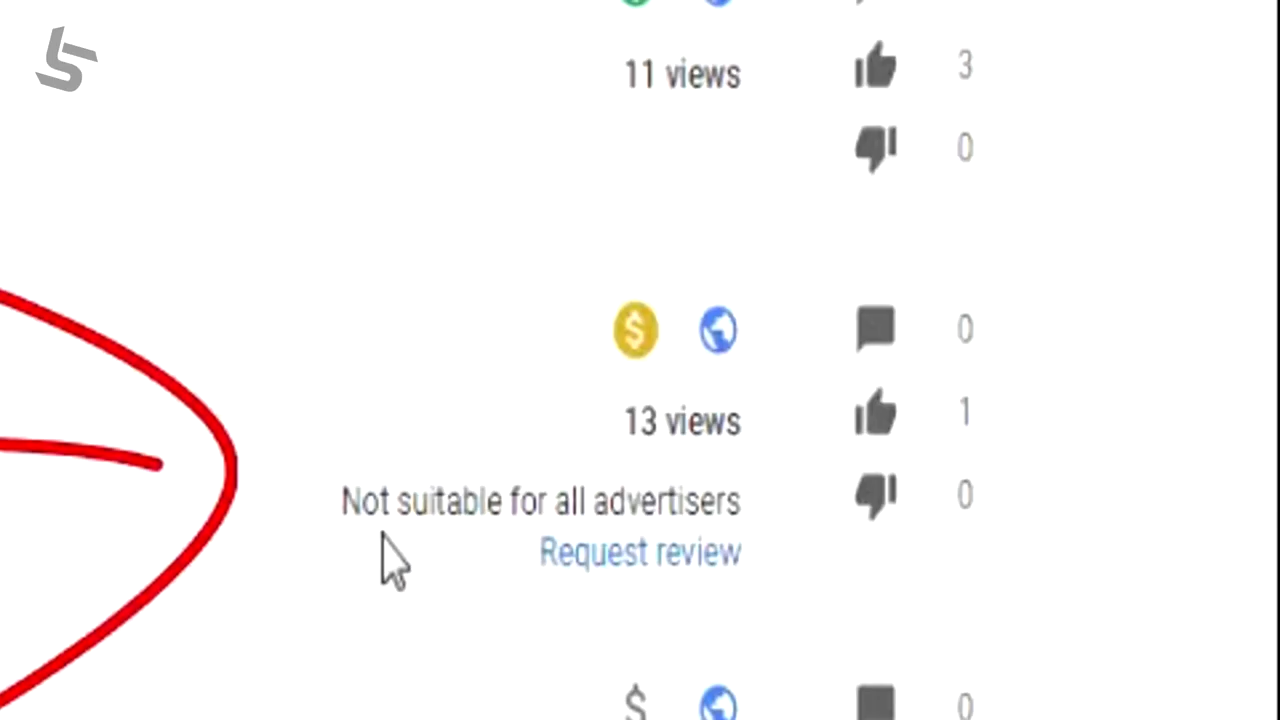 11 views
3
0
$
0
13 views
1
Not suitable for all advertisers
0
Request review
$
0